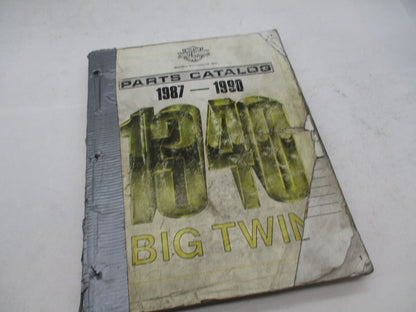 PARTS CATALOG
1987 — 1990
1340
BIG TWIN